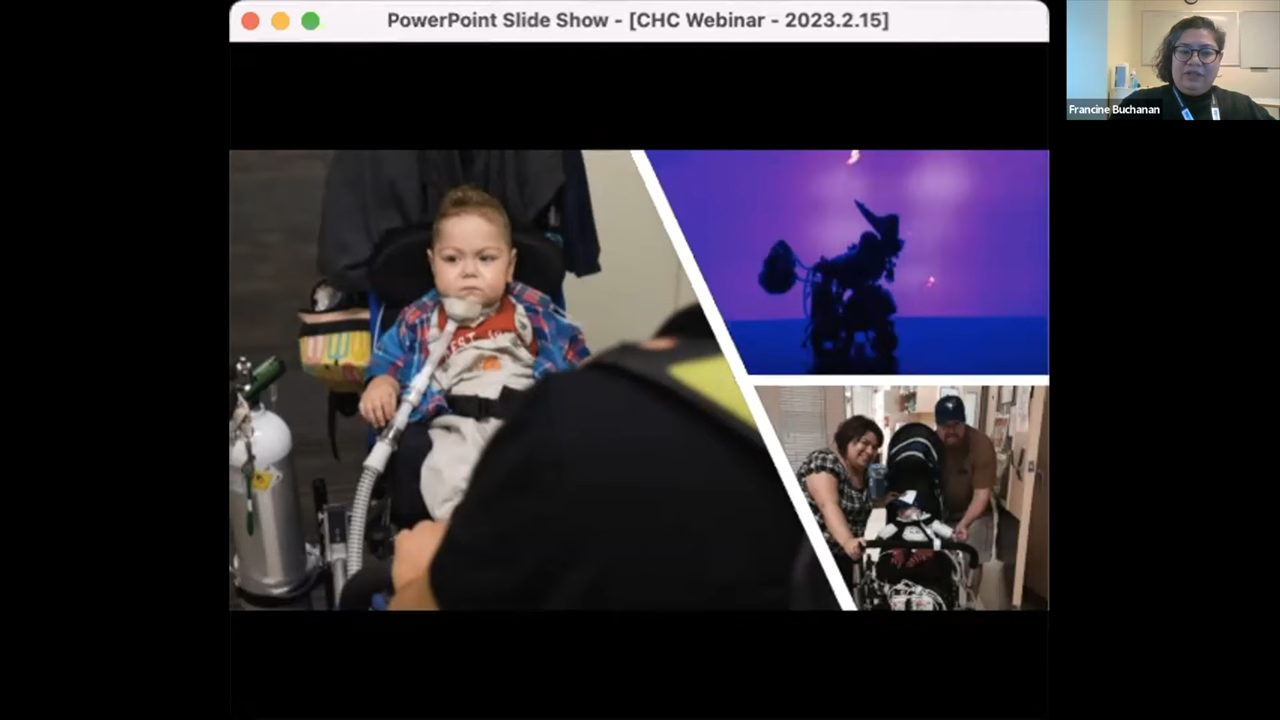 PowerPoint Slide Show - [CHC Webinar - 2023.2.15]
Francine Buchanan